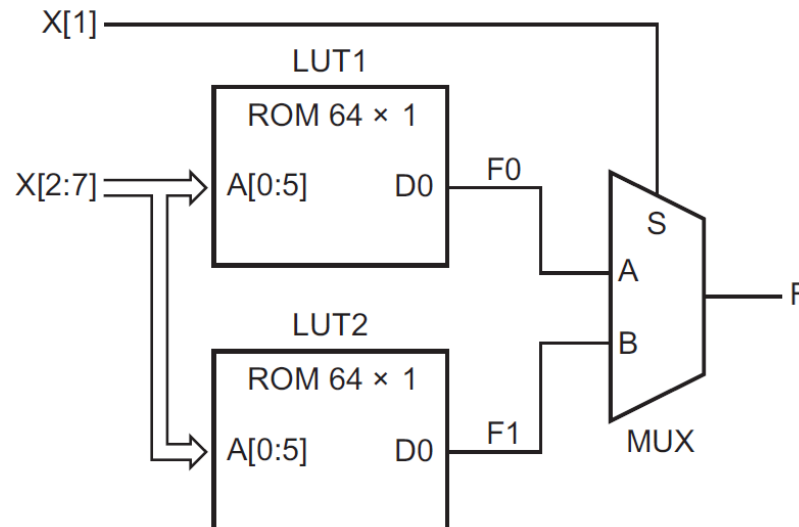 X[1]
LUT1
ROM 64 × 1
X[2:7]
A[0:5]
D0
F0
S
A
F
LUT2
B
ROM 64 × 1
F1
MUX
A[0:5]
D0